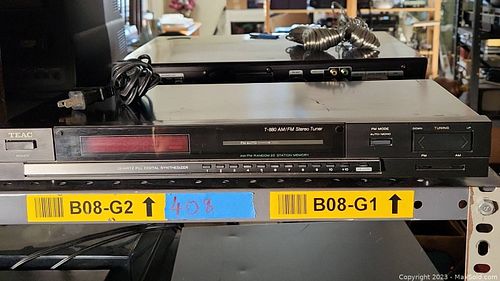 TEAC
T-880 AM/FM Stereo Tuner
FM MODE
AUTO/MONO
DOWN TUNING UP
FM AM
AM/FM RANDOM 20 STATION MEMORY
QUARTZ PLL DIGITAL SYNTHESIZER
B08-G2
408
B08-G1
Copyright 2023 - MaxSold.com